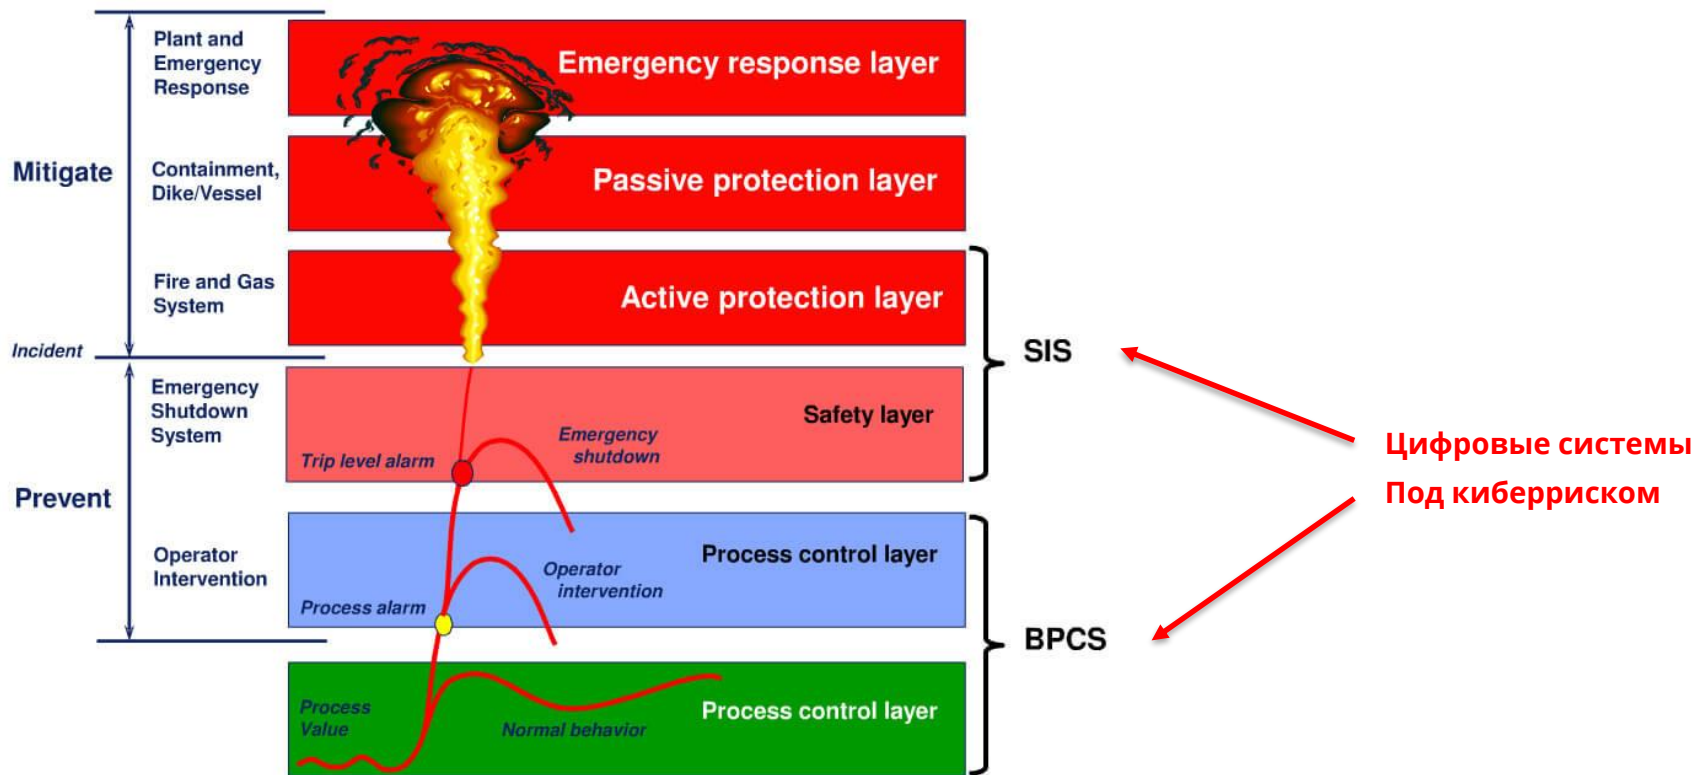 Plant and
Emergency
Response
Emergency response layer
Mitigate
Containment,
Dike/Vessel
Passive protection layer
Fire and Gas
System
Active protection layer
Incident
SIS
Emergency
Shutdown
System
Safety layer
Trip level alarm
Emergency
shutdown
Цифровые системы
Под киберриском
Prevent
Operator
Intervention
Process control layer
Process alarm
Operator
intervention
BPCS
Process
Value
Normal behavior
Process control layer